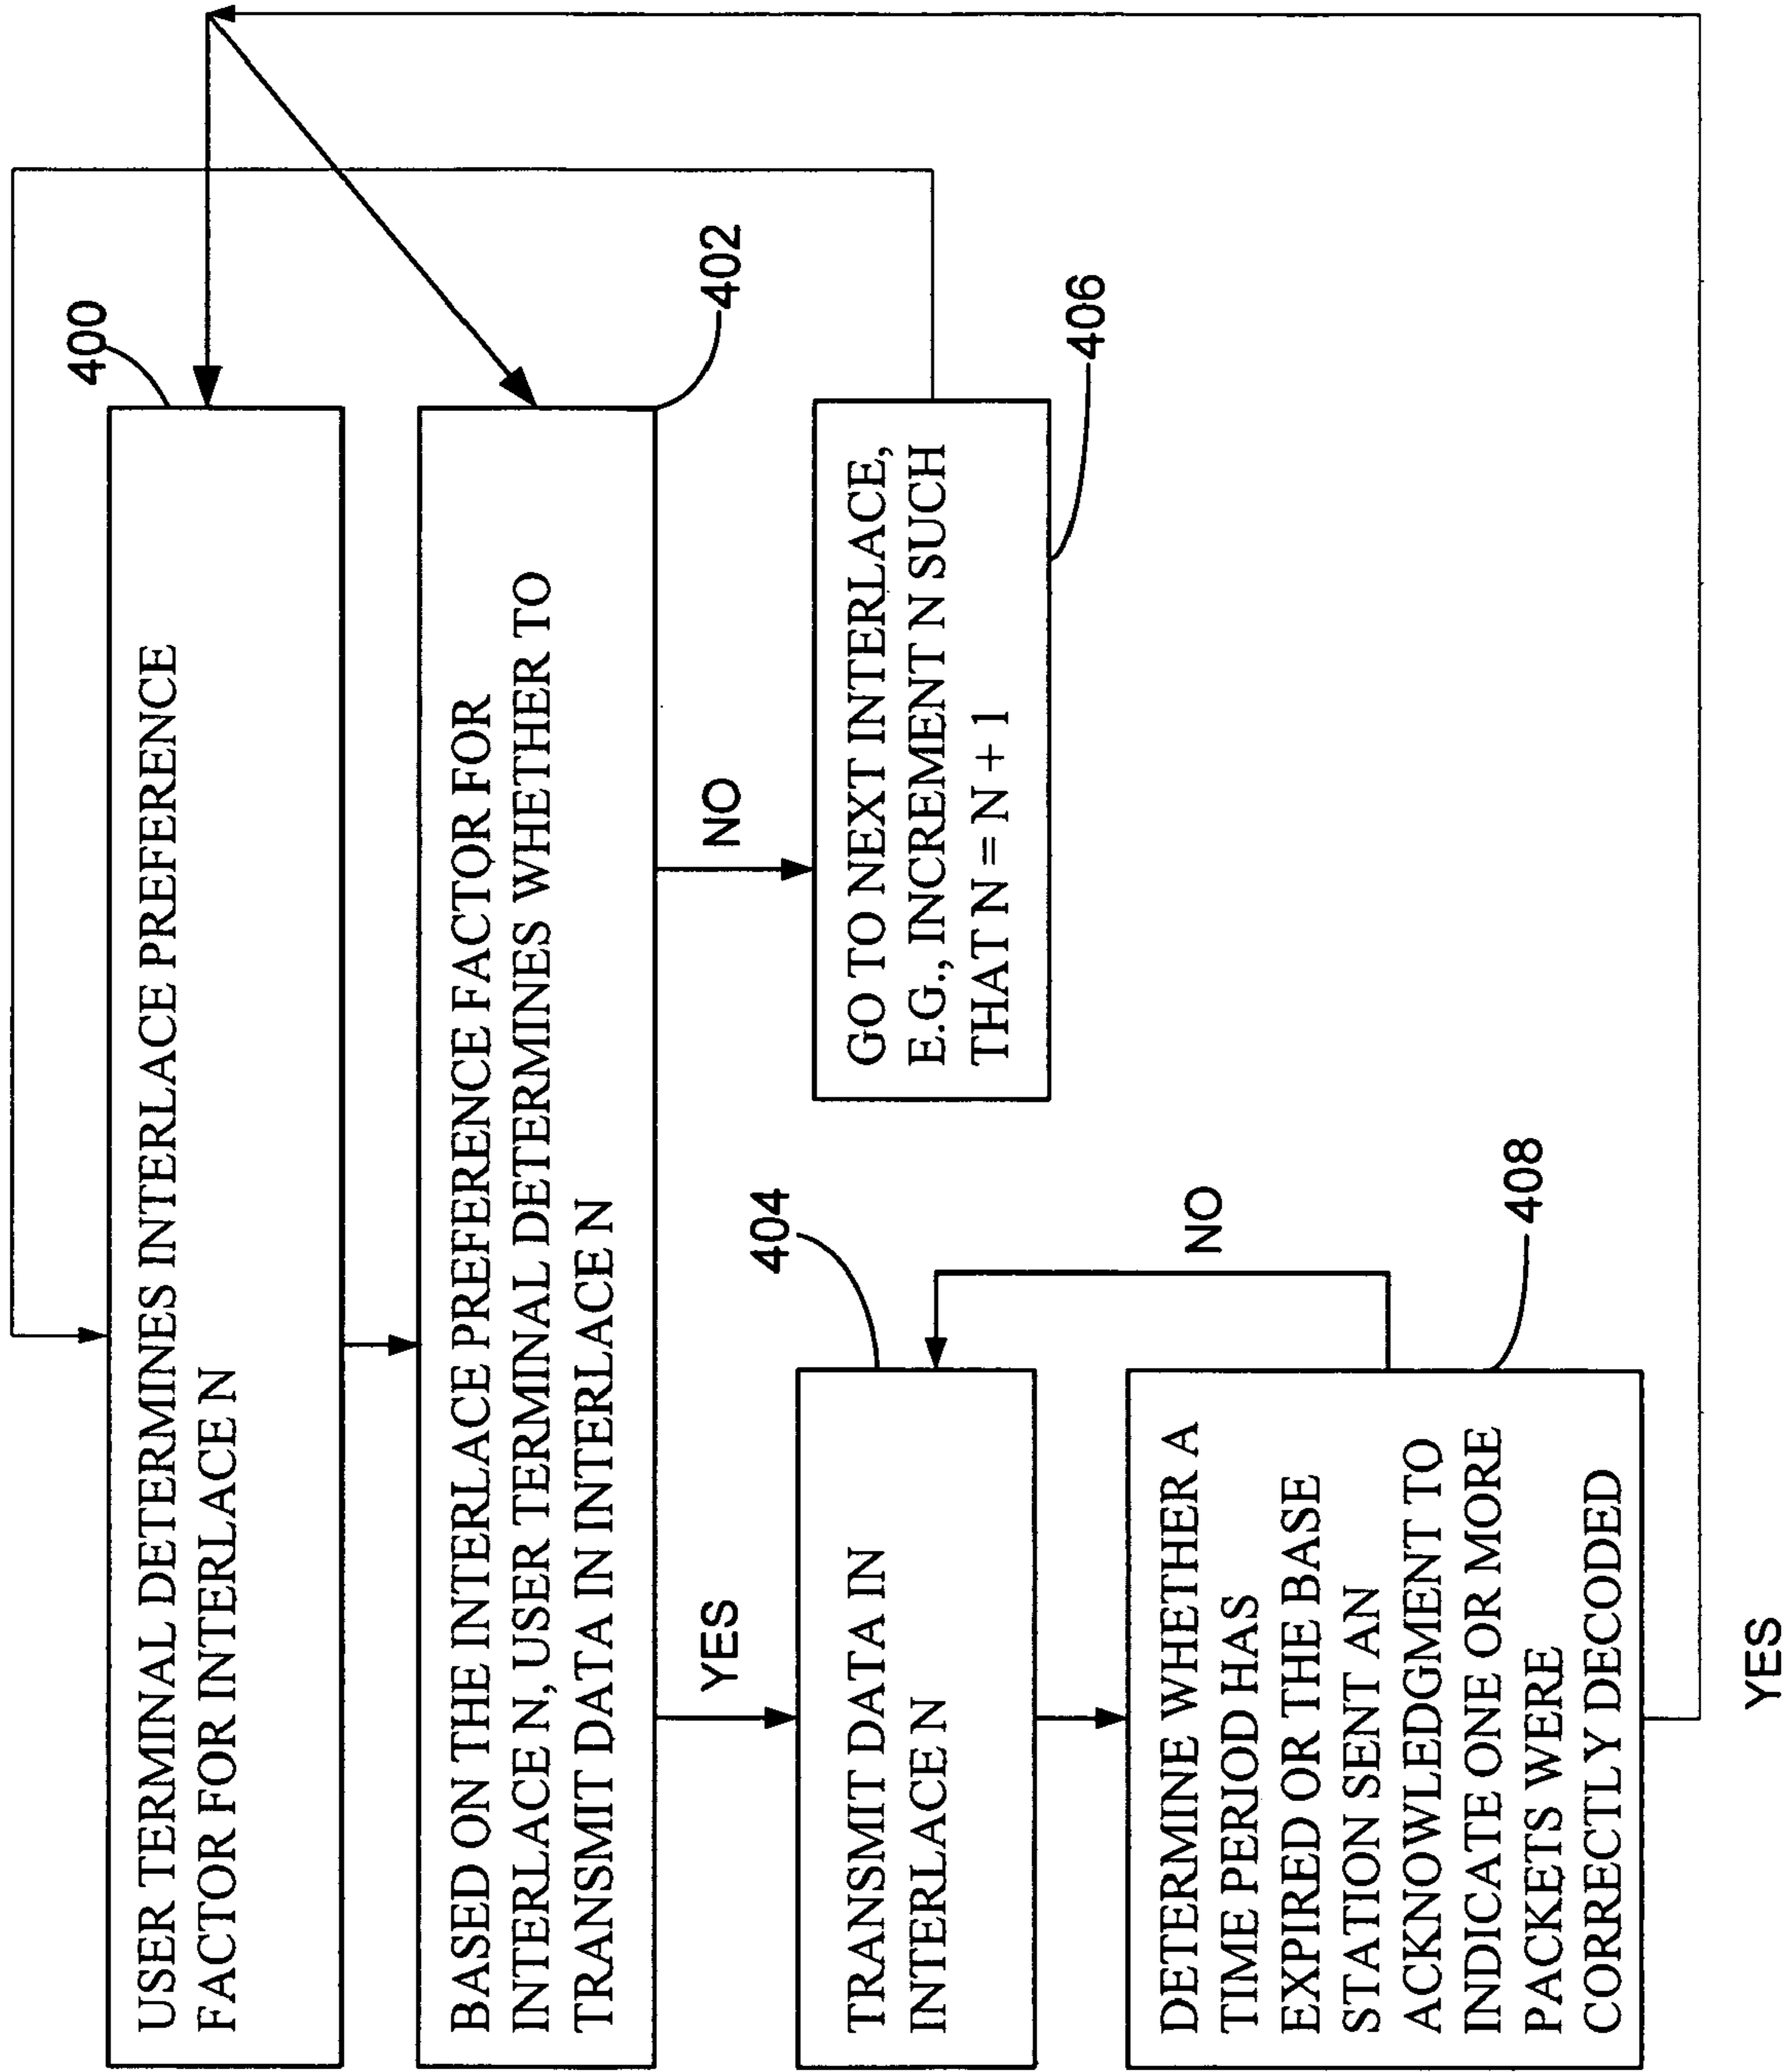 400
USER TERMINAL DETERMINES INTERLACE PREFERENCE
FACTOR FOR INTERLACE N
402
BASED ON THE INTERLACE PREFERENCE FACTOR FOR
INTERLACE N, USER TERMINAL DETERMINES WHETHER TO
TRANSMIT DATA IN INTERLACE N
YES
NO
404
TRANSMIT DATA IN
INTERLACE N
GO TO NEXT INTERLACE,
E.G., INCREMENT N SUCH
THAT N = N + 1
406
NO
DETERMINE WHETHER A
TIME PERIOD HAS
EXPIRED OR THE BASE
STATION SENT AN
ACKNOWLEDGMENT TO
INDICATE ONE OR MORE
PACKETS WERE
CORRECTLY DECODED
408
YES